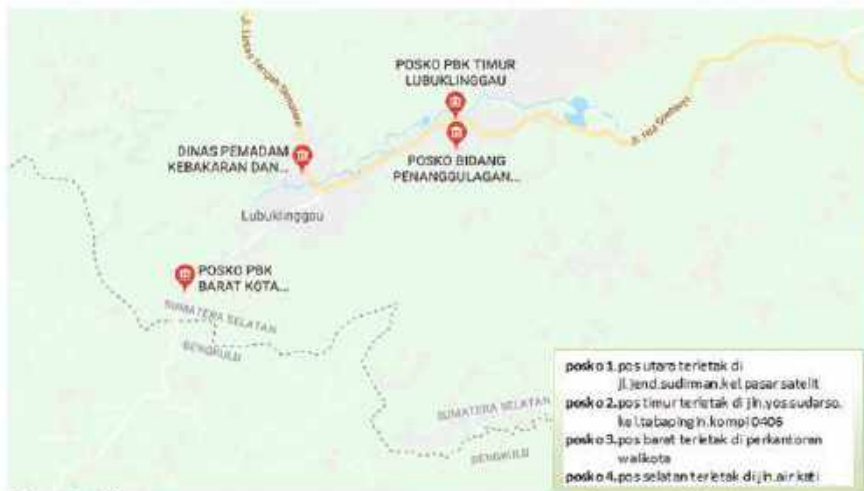 POSKO PBK TIMUR
LUBUKLINGGAU
DINAS PEMADAM
KEBAKARAN DAN...
POSKO BIDANG
PENANGGULAGAN...
Lubuklinggau
POSKO PBK
BARAT KOTA...
SUMATERA SELATAN
BENGKULU
SUMATERA SELATAN
BENGKULU
posko 1.pos utara terletak di
jl.jend.sudirman.kel.pasar satelit
posko 2.pos timur terletak di jln.yos.sudarso.
kel.tabapingin.kompi 0406
posko 3.pos barat terletak di perkantoran
walikota
posko 4.pos selatan terletak di jln.air kati